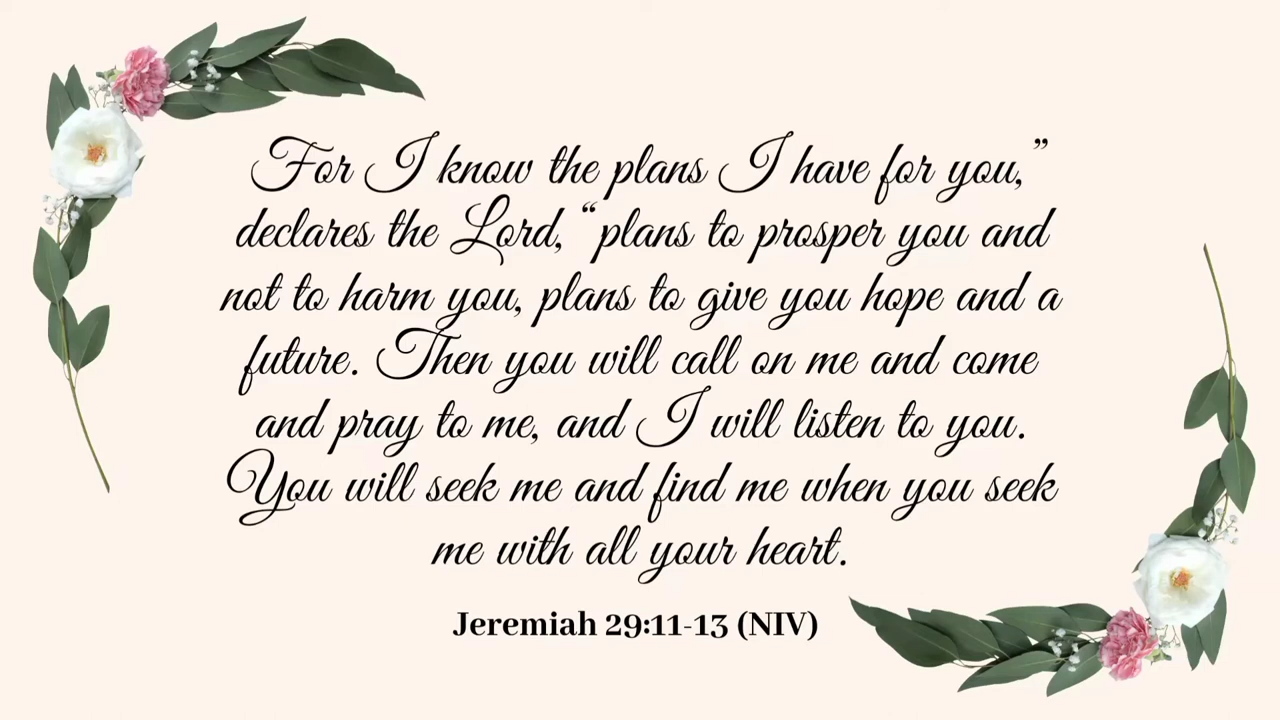 For I know the plans I have for you,”
declares the Lord, “plans to prosper you and
not to harm you, plans to give you hope and a
future. Then you will call on me and come
and pray to me, and I will listen to you.
You will seek me and find me when you seek
me with all your heart.
Jeremiah 29:11-13 (NIV)